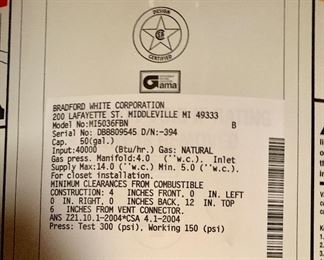 DESIGN
CERTIFIED
Gama
BRADFORD WHITE CORPORATION
200 LAFAYETTE ST. MIDDLEVILLE MI 49333
Model No:MI5036FBN B
Serial No: DB8809545 D/N:-394
Cap. 50(gal.)
Input:40000 (Btu/hr.) Gas: NATURAL
Gas press. Manifold:4.0 ("w.c.). Inlet
Supply Max:14.0 ("w.c.) Min. 5.0 ("w.c.).
For closet installation.
MINIMUM CLEARANCES FROM COMBUSTIBLE
CONSTRUCTION: 4 INCHES FRONT, 0 IN. LEFT
0 IN. RIGHT, 0 INCHES BACK, 12 IN. TOP
6 INCHES FROM VENT CONNECTOR.
ANS Z21.10.1-2004*CSA 4.1-2004
Press: Test 300 (psi), Working 150 (psi)